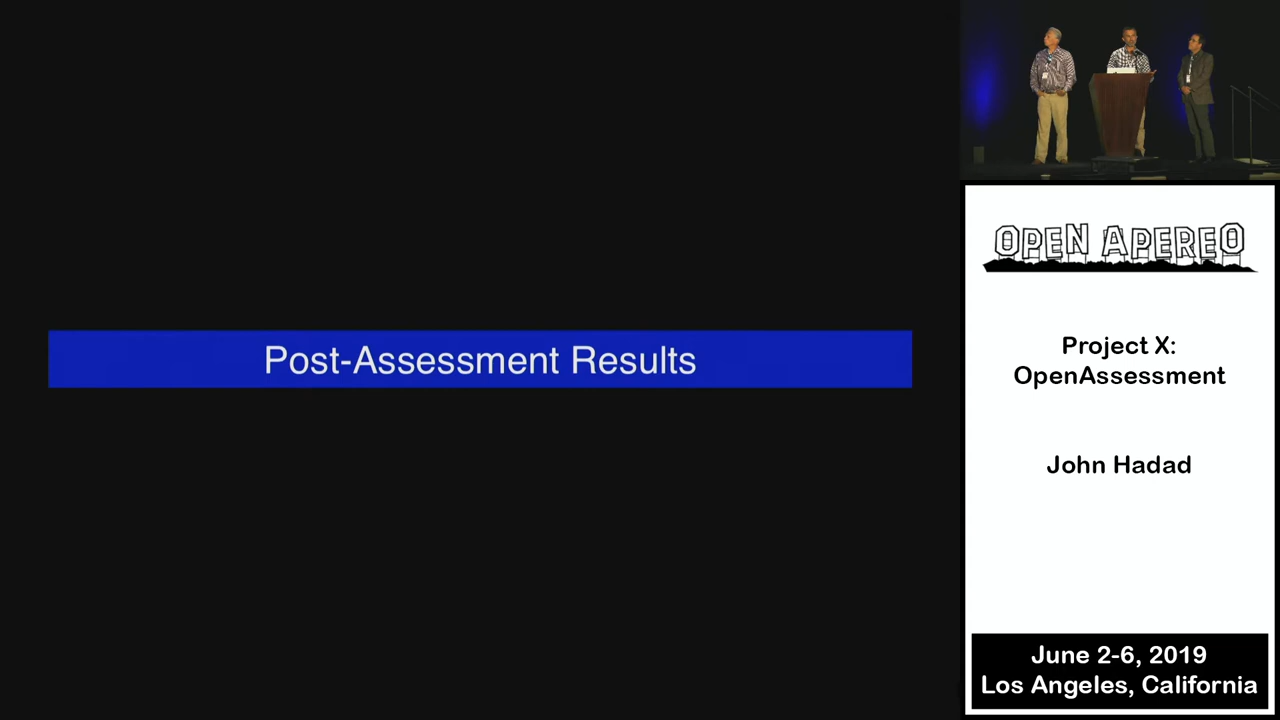 Post-Assessment Results
OPEN APEREO
Project X:
OpenAssessment
John Hadad
June 2-6, 2019
Los Angeles, California